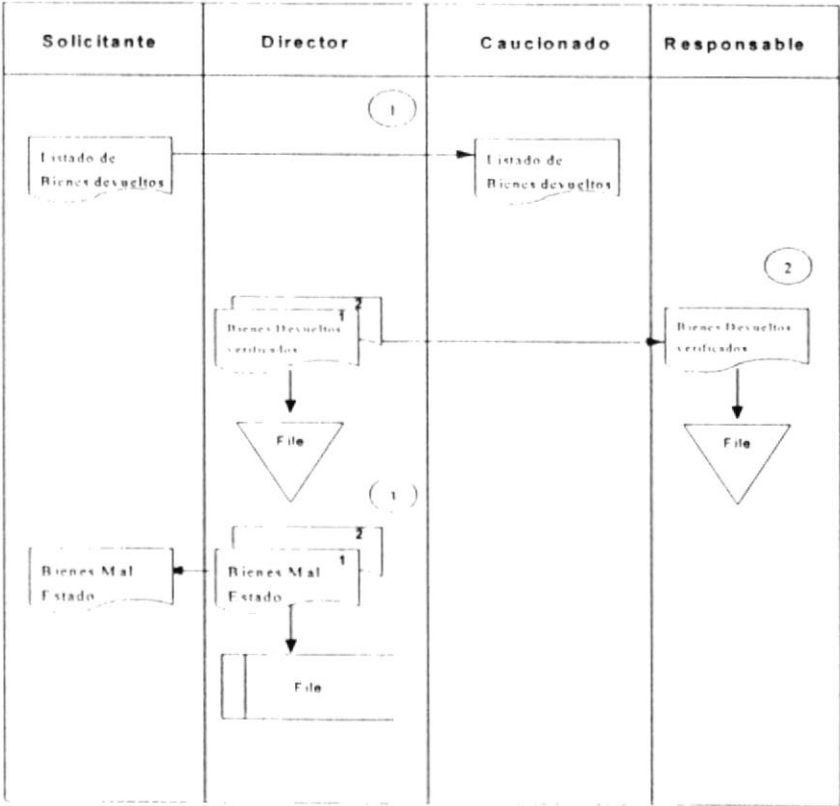 Solicitante Director Caucionado Responsable
1
Listado de
Bienes devueltos
Listado de
Bienes devueltos
2
2
1
Bienes Devueltos
verificados
Bienes Devueltos
verificados
File
File
1
2
1
Bienes Mal
Estado
Bienes Mal
Estado
File